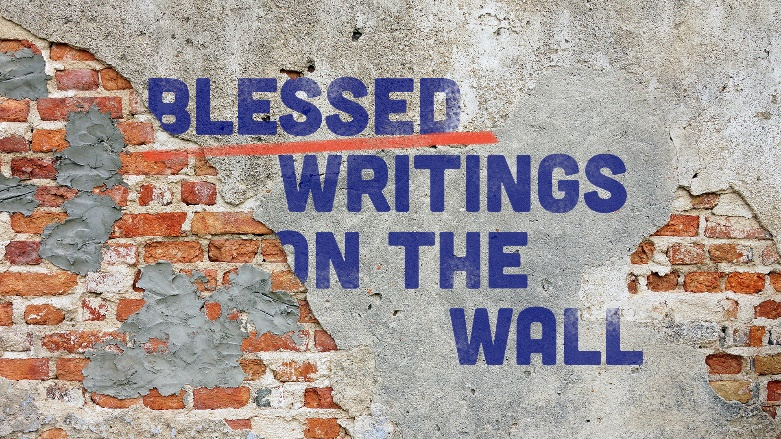 BLESSED
WRITINGS
ON THE
WALL